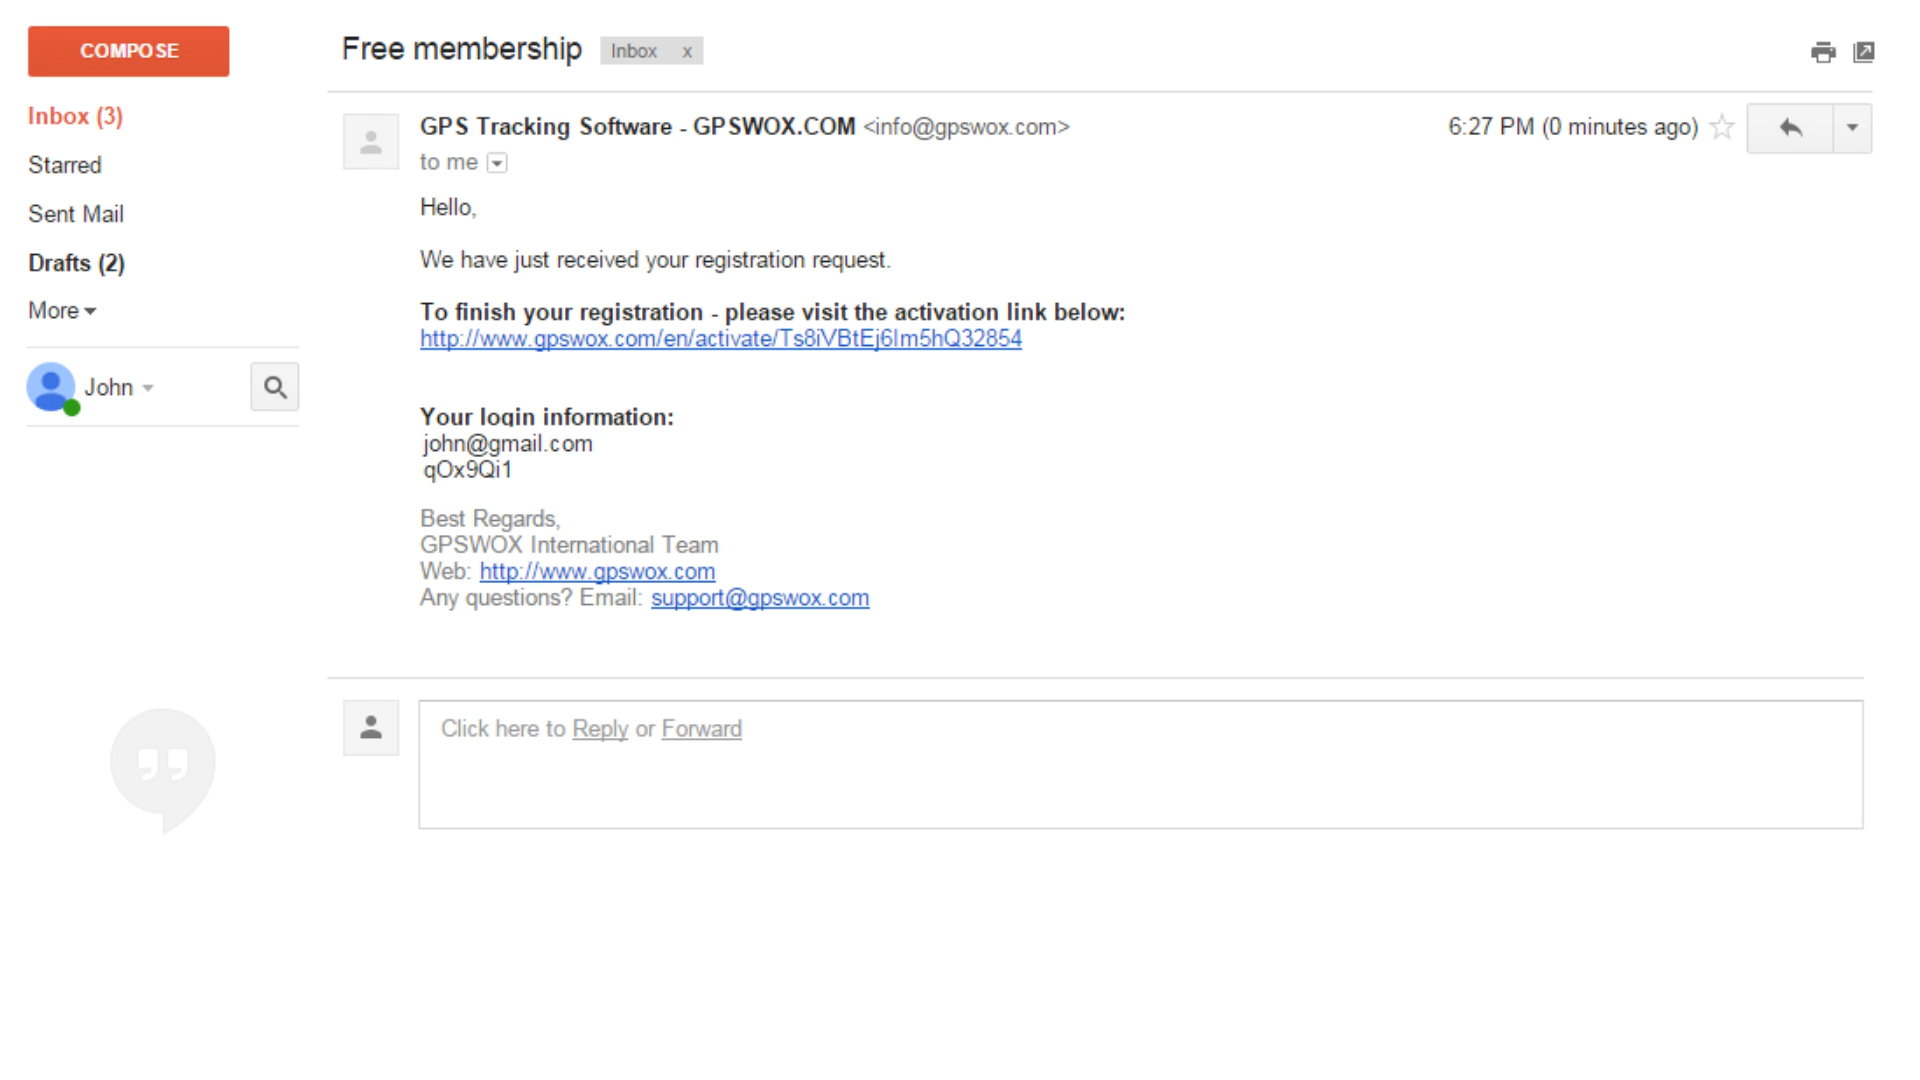 COMPOSE
Free membership
Inbox x
Inbox (3)
Starred
Sent Mail
Drafts (2)
More
John
GPS Tracking Software - GPSWOX.COM <info@gpswox.com>
6:27 PM (0 minutes ago)
to me
Hello,
We have just received your registration request.
To finish your registration - please visit the activation link below:
http://www.gpswox.com/en/activate/Ts8iVBtEj6Im5hQ32854
Your login information:
john@gmail.com
qOx9Qi1
Best Regards,
GPSWOX International Team
Web: http://www.gpswox.com
Any questions? Email: support@gpswox.com
Click here to Reply or Forward